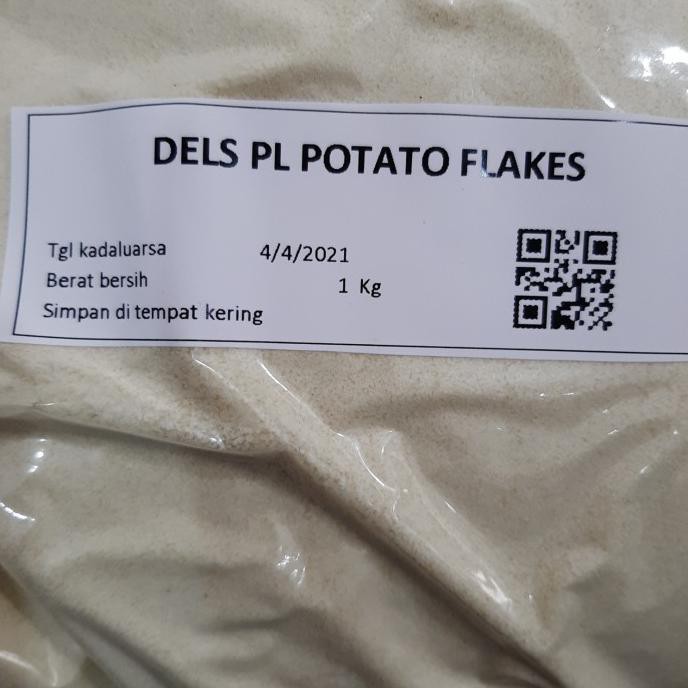 DELS PL POTATO FLAKES
Tgl kadaluarsa 4/4/2021
Berat bersih 1 Kg
Simpan di tempat kering